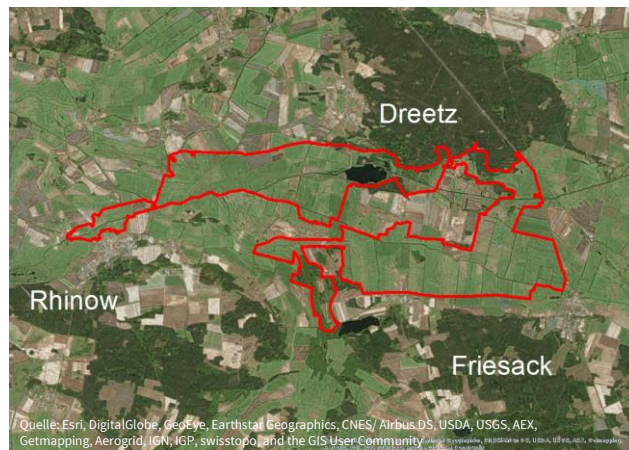 Dreetz
Rhinow
Friesack
Quelle: Esri, DigitalGlobe, GeoEye, Earthstar Geographics, CNES/ Airbus DS, USDA, USGS, AEX,
Getmapping, Aerogrid, IGN, IGP, swisstopo, and the GIS User Community